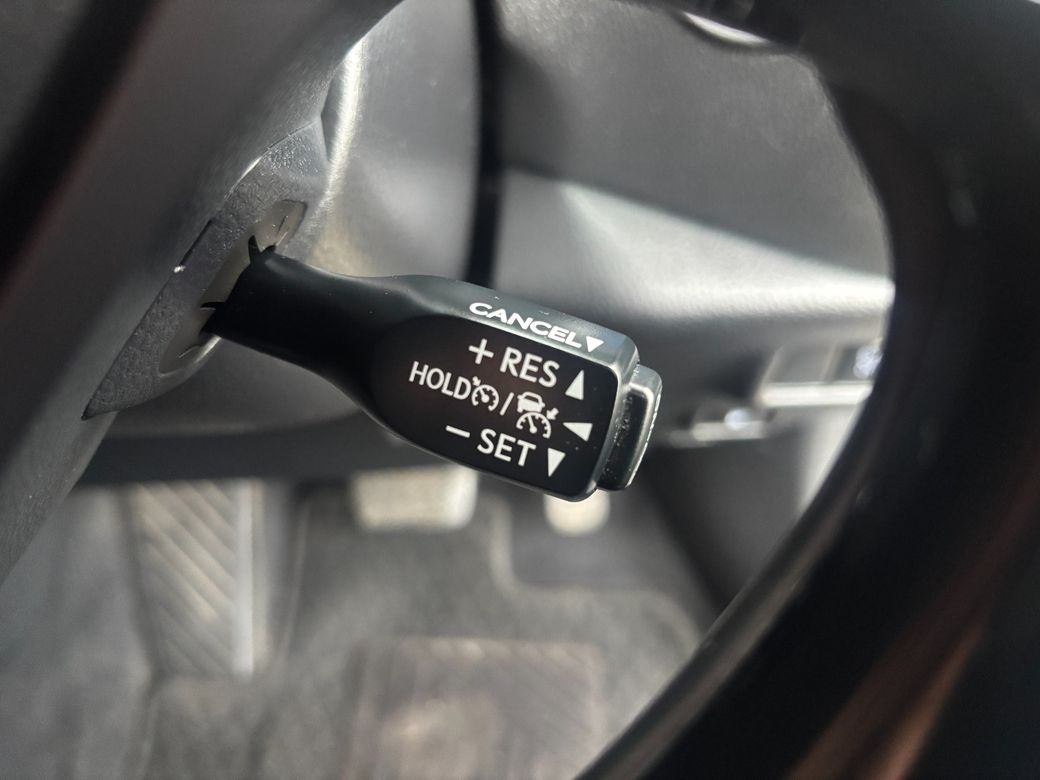 CANCEL▼
+ RES ▲
HOLD / ◀
− SET ▼